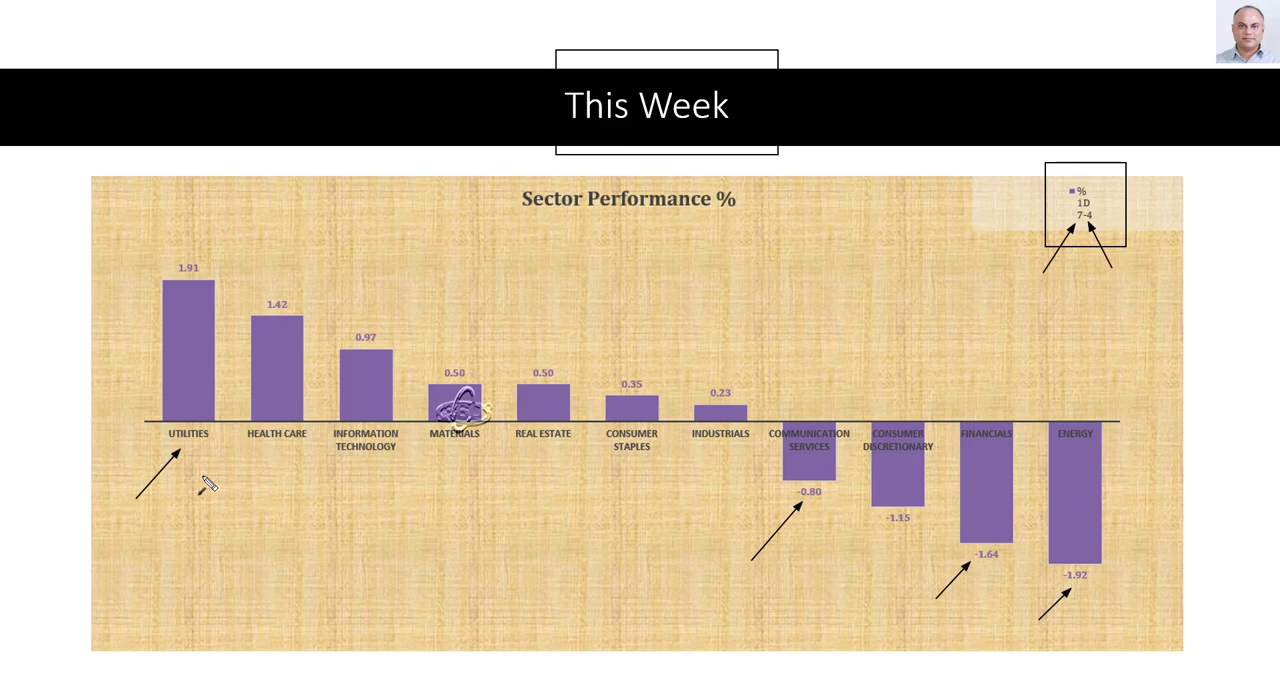 This Week
Sector Performance %
%
1D
7-4
1.91
1.42
0.97
0.50
0.50
0.35
0.23
UTILITIES
HEALTH CARE
INFORMATION
TECHNOLOGY
MATERIALS
REAL ESTATE
CONSUMER
STAPLES
INDUSTRIALS
COMMUNICATION
SERVICES
CONSUMER
DISCRETIONARY
FINANCIALS
ENERGY
-0.80
-1.15
-1.64
-1.92